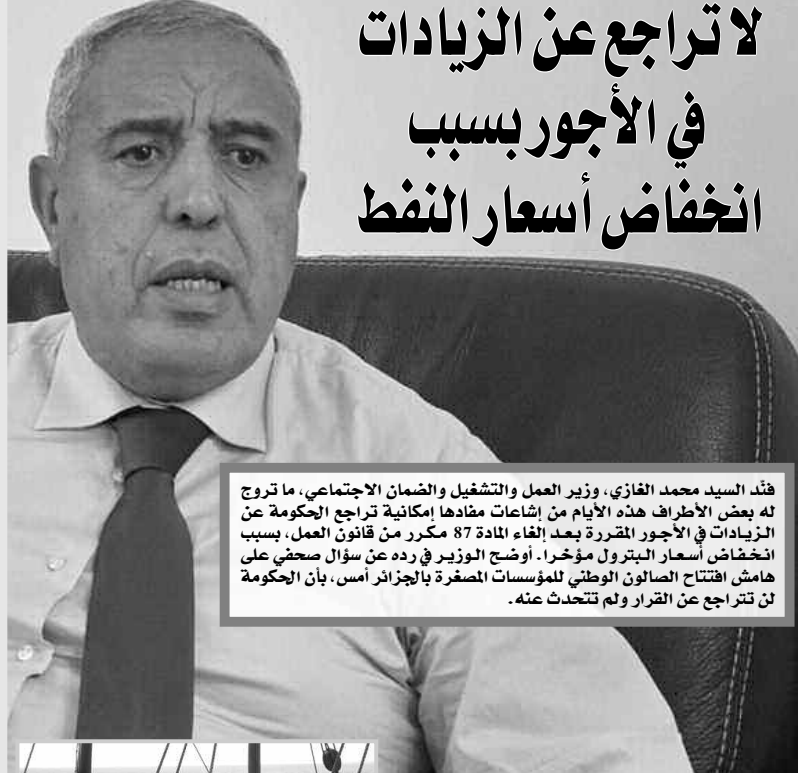 لا تراجع عن الزيادات
في الأجور بسبب
انخفاض أسعار النفط
فنّد السيد محمد الغازي، وزير العمل والتشغيل والضمان الاجتماعي، ما تروج
له بعض الأطراف هذه الأيام من إشاعات مفادها إمكانية تراجع الحكومة عن
الزيادات في الأجور المقررة بعد إلغاء المادة 87 مكرر من قانون العمل، بسبب
انخفاض أسعار البترول مؤخرا. أوضح الوزير في رده عن سؤال صحفي على
هامش افتتاح الصالون الوطني للمؤسسات المصغرة بالجزائر أمس، بأن الحكومة
لن تتراجع عن القرار ولم تتحدث عنه.